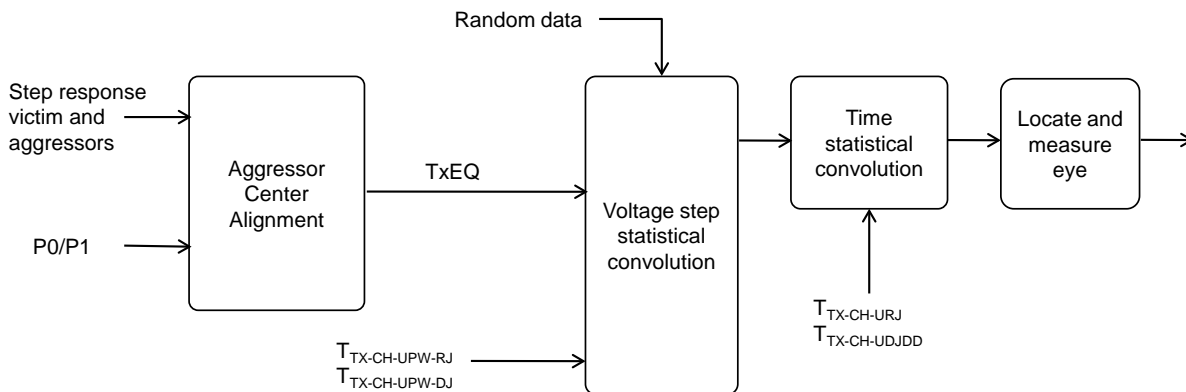 Random data
Step response
victim and
aggressors
P0/P1
Aggressor
Center
Alignment
TxEQ
Voltage step
statistical
convolution
Time
statistical
convolution
Locate and
measure
eye
TTX-CH-UPW-RJ
TTX-CH-UPW-DJ
TTX-CH-URJ
TTX-CH-UDJDD